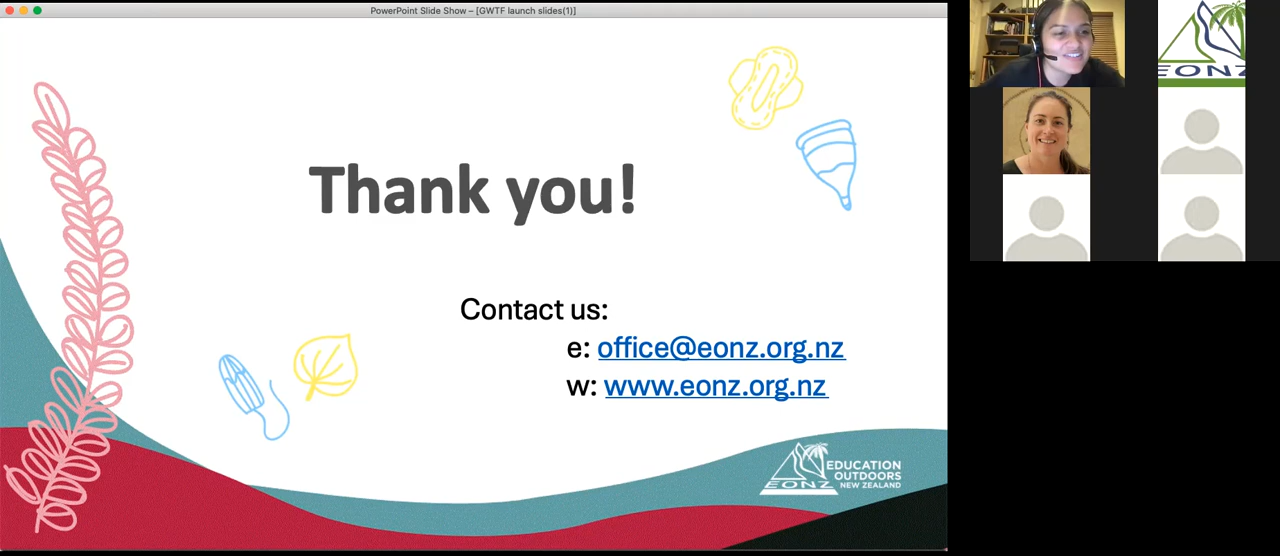 PowerPoint Slide Show – [GWTF launch slides(1)]
Thank you!
Contact us:
e: office@eonz.org.nz
w: www.eonz.org.nz
EONZ
EDUCATION
OUTDOORS
NEW ZEALAND
EONZ